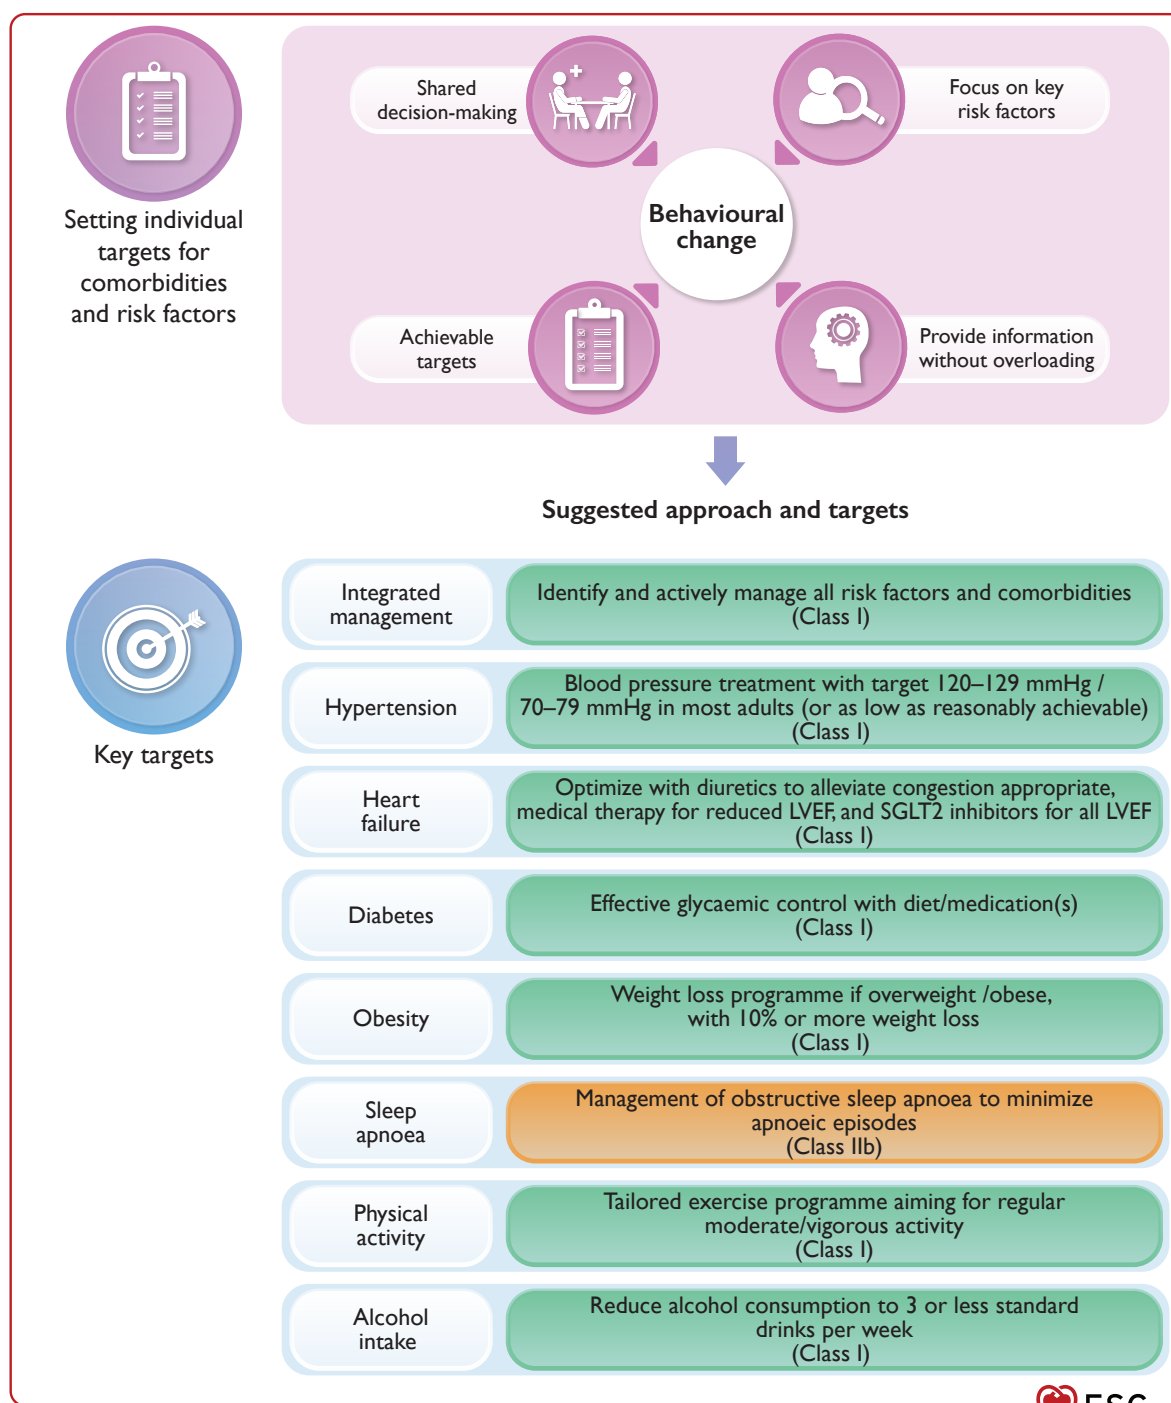 Setting individual
targets for
comorbidities
and risk factors
Shared
decision-making
Focus on key
risk factors
Behavioural
change
Achievable
targets
Provide information
without overloading
Suggested approach and targets
Key targets
Integrated
management
Identify and actively manage all risk factors and comorbidities
(Class I)
Hypertension
Blood pressure treatment with target 120–129 mmHg /
70–79 mmHg in most adults (or as low as reasonably achievable)
(Class I)
Heart
failure
Optimize with diuretics to alleviate congestion appropriate,
medical therapy for reduced LVEF, and SGLT2 inhibitors for all LVEF
(Class I)
Diabetes
Effective glycaemic control with diet/medication(s)
(Class I)
Obesity
Weight loss programme if overweight /obese,
with 10% or more weight loss
(Class I)
Sleep
apnoea
Management of obstructive sleep apnoea to minimize
apnoeic episodes
(Class IIb)
Physical
activity
Tailored exercise programme aiming for regular
moderate/vigorous activity
(Class I)
Alcohol
intake
Reduce alcohol consumption to 3 or less standard
drinks per week
(Class I)
ESC